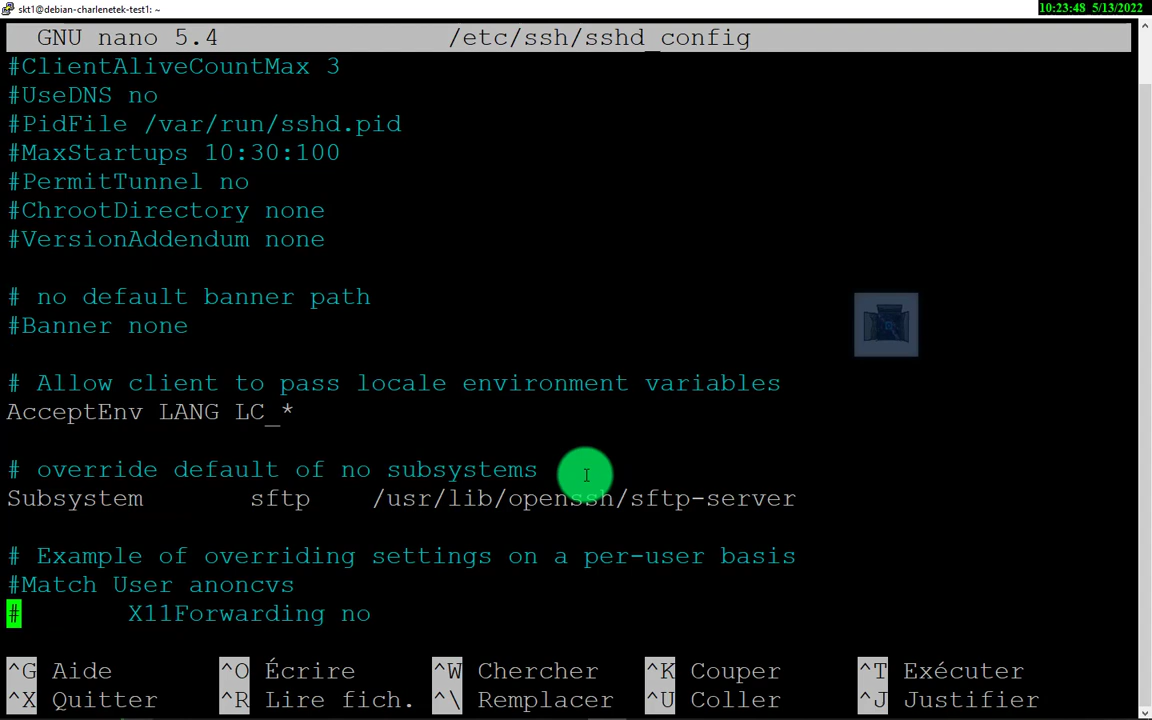 skt1@debian-charlenetek-test1: ~
10:23:48 5/13/2022
GNU nano 5.4 /etc/ssh/sshd_config
#ClientAliveCountMax 3
#UseDNS no
#PidFile /var/run/sshd.pid
#MaxStartups 10:30:100
#PermitTunnel no
#ChrootDirectory none
#VersionAddendum none
# no default banner path
#Banner none
# Allow client to pass locale environment variables
AcceptEnv LANG LC_*
# override default of no subsystems
Subsystem sftp /usr/lib/openssh/sftp-server
# Example of overriding settings on a per-user basis
#Match User anoncvs
# X11Forwarding no
^G Aide ^O Écrire ^W Chercher ^K Couper ^T Exécuter
^X Quitter ^R Lire fich. ^\ Remplacer ^U Coller ^J Justifier